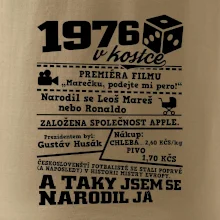 1976
v kostce
PREMIÉRA FILMU
„Marečku, podejte mi pero!"
Narodil se Leoš Mareš
nebo Ronaldo
ZALOŽENA SPOLEČNOST APPLE.
Prezidentem byl:
Gustáv Husák
Nákup:
CHLEBA.. 2,60 KČS/kg
PIVO
1,70 KČS
ČESKOSLOVENŠTÍ FOTBALISTÉ SE STALI POPRVÉ
(A NAPOSLEDY) V HISTORII MISTRY EVROPY.
A TAKY JSEM SE
NARODIL JÁ